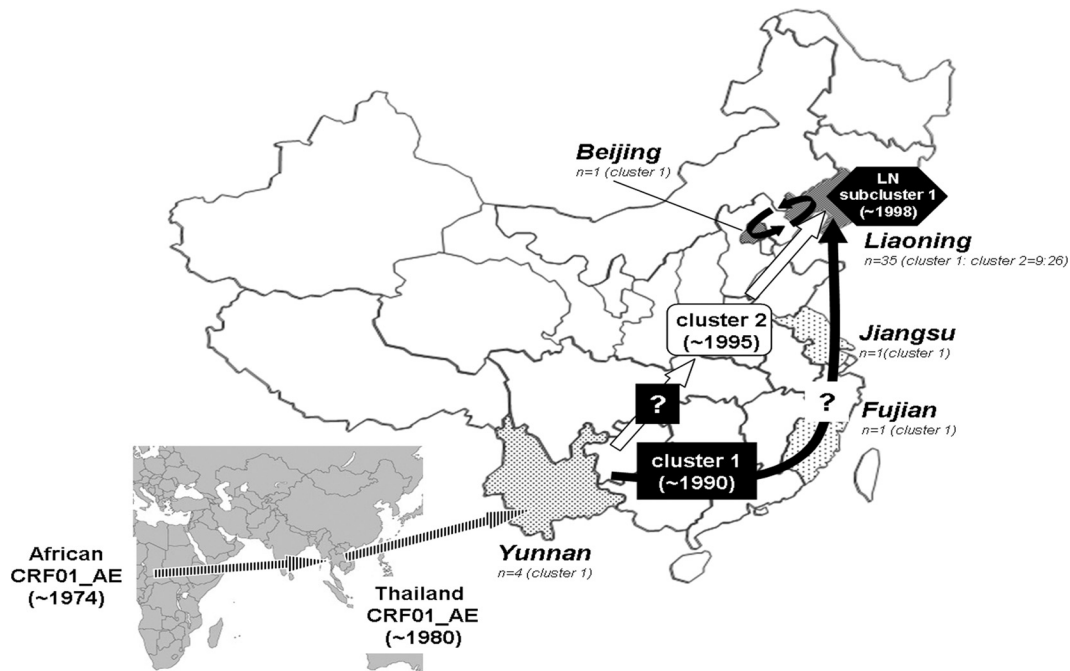 Beijing
n=1 (cluster 1)
LN
subcluster 1
(~1998)
Liaoning
n=35 (cluster 1: cluster 2=9:26)
cluster 2
(~1995)
Jiangsu
n=1(cluster 1)
?
?
Fujian
n=1 (cluster 1)
cluster 1
(~1990)
Yunnan
n=4 (cluster 1)
African
CRF01_AE
(~1974)
Thailand
CRF01_AE
(~1980)